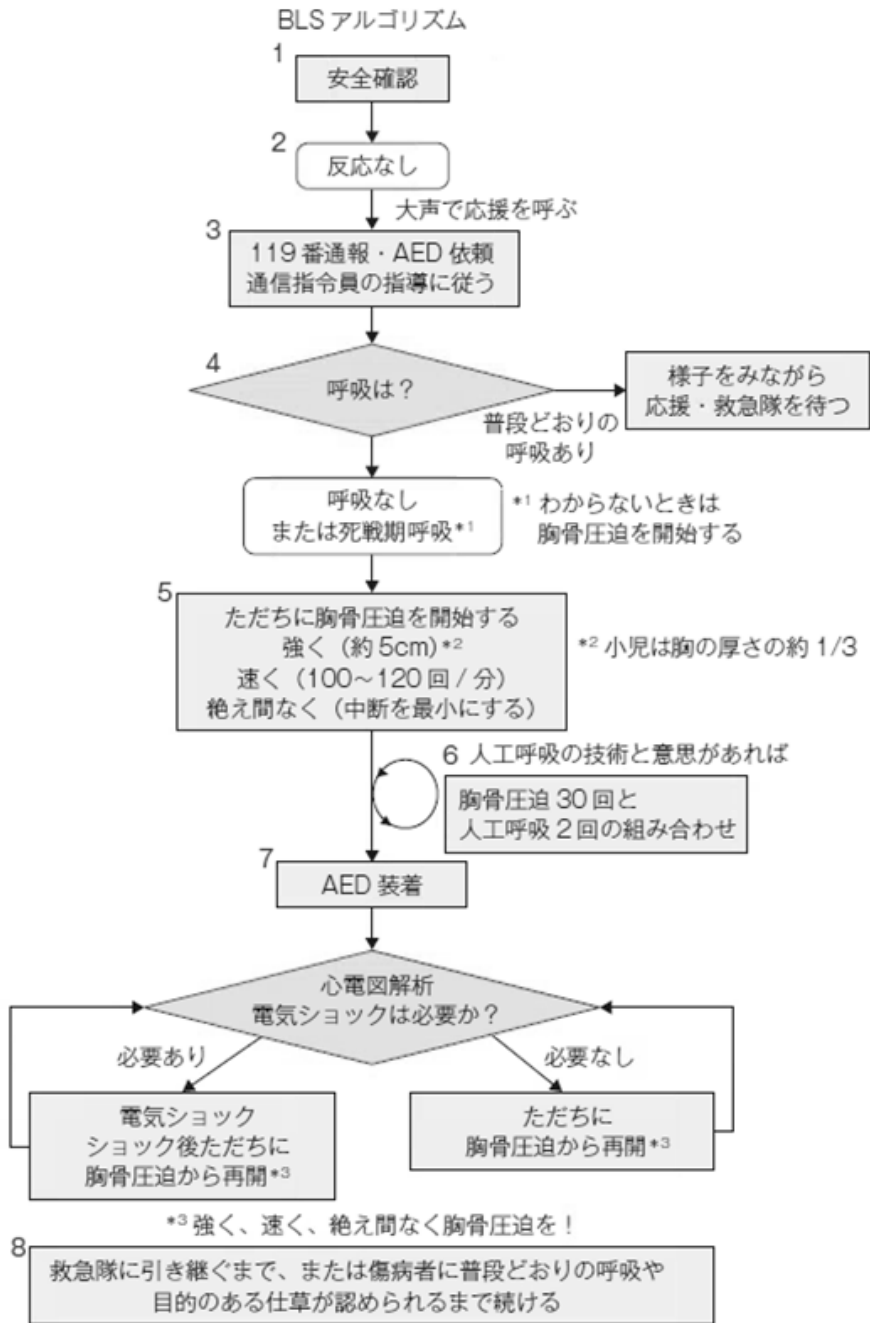 BLS アルゴリズム
1
安全確認
2
反応なし
大声で応援を呼ぶ
3
119番通報・AED 依頼
通信指令員の指導に従う
4
呼吸は？
普段どおりの
呼吸あり
様子をみながら
応援・救急隊を待つ
呼吸なし
または死戦期呼吸*1
*1 わからないときは
胸骨圧迫を開始する
5
ただちに胸骨圧迫を開始する
強く（約5cm）*2
速く（100～120回/分）
絶え間なく（中断を最小にする）
*2 小児は胸の厚さの約1/3
6 人工呼吸の技術と意思があれば
胸骨圧迫30回と
人工呼吸2回の組み合わせ
7
AED 装着
心電図解析
電気ショックは必要か？
必要あり
必要なし
電気ショック
ショック後ただちに
胸骨圧迫から再開*3
ただちに
胸骨圧迫から再開*3
*3 強く、速く、絶え間なく胸骨圧迫を！
8
救急隊に引き継ぐまで、または傷病者に普段どおりの呼吸や
目的のある仕草が認められるまで続ける